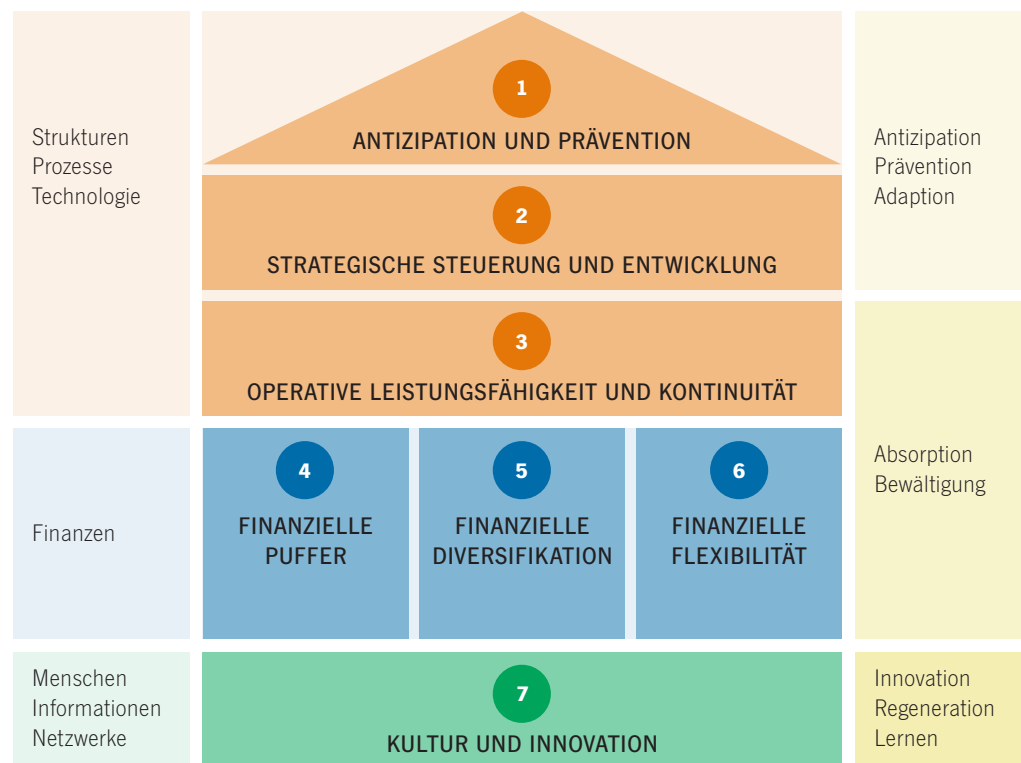 Strukturen
Prozesse
Technologie
1
ANTIZIPATION UND PRÄVENTION
2
STRATEGISCHE STEUERUNG UND ENTWICKLUNG
3
OPERATIVE LEISTUNGSFÄHIGKEIT UND KONTINUITÄT
Antizipation
Prävention
Adaption
Finanzen
4
FINANZIELLE
PUFFER
5
FINANZIELLE
DIVERSIFIKATION
6
FINANZIELLE
FLEXIBILITÄT
Absorption
Bewältigung
Menschen
Informationen
Netzwerke
7
KULTUR UND INNOVATION
Innovation
Regeneration
Lernen